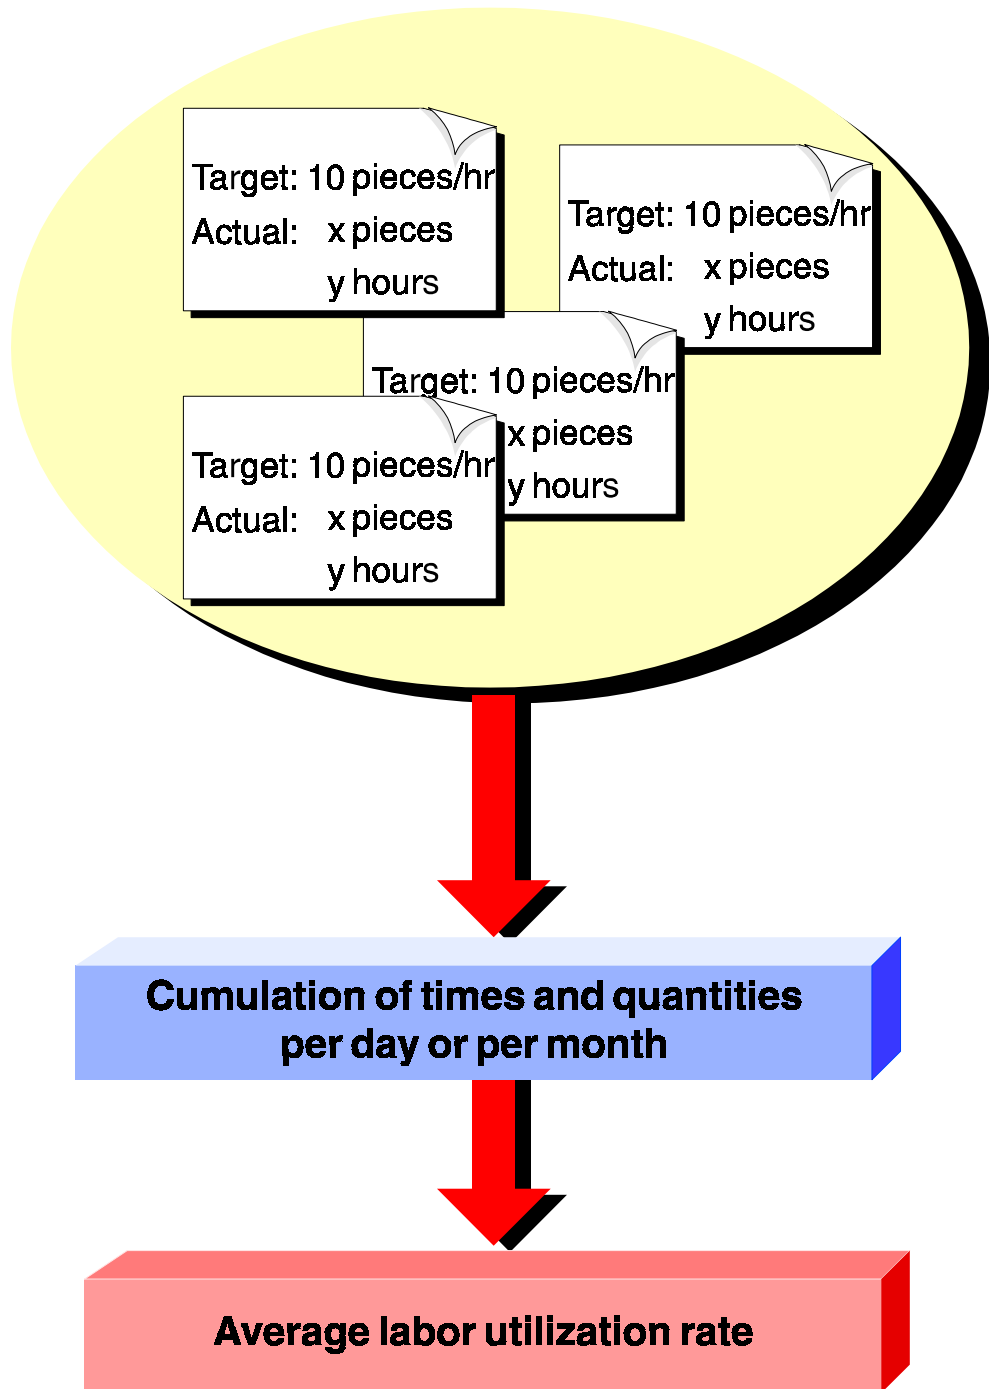 Target: 10 pieces/hr
Actual: x pieces
y hours
Target: 10 pieces/hr
Actual: x pieces
y hours
Target: 10 pieces/hr
x pieces
y hours
Target: 10 pieces/hr
Actual: x pieces
y hours
Cumulation of times and quantities
per day or per month
Average labor utilization rate